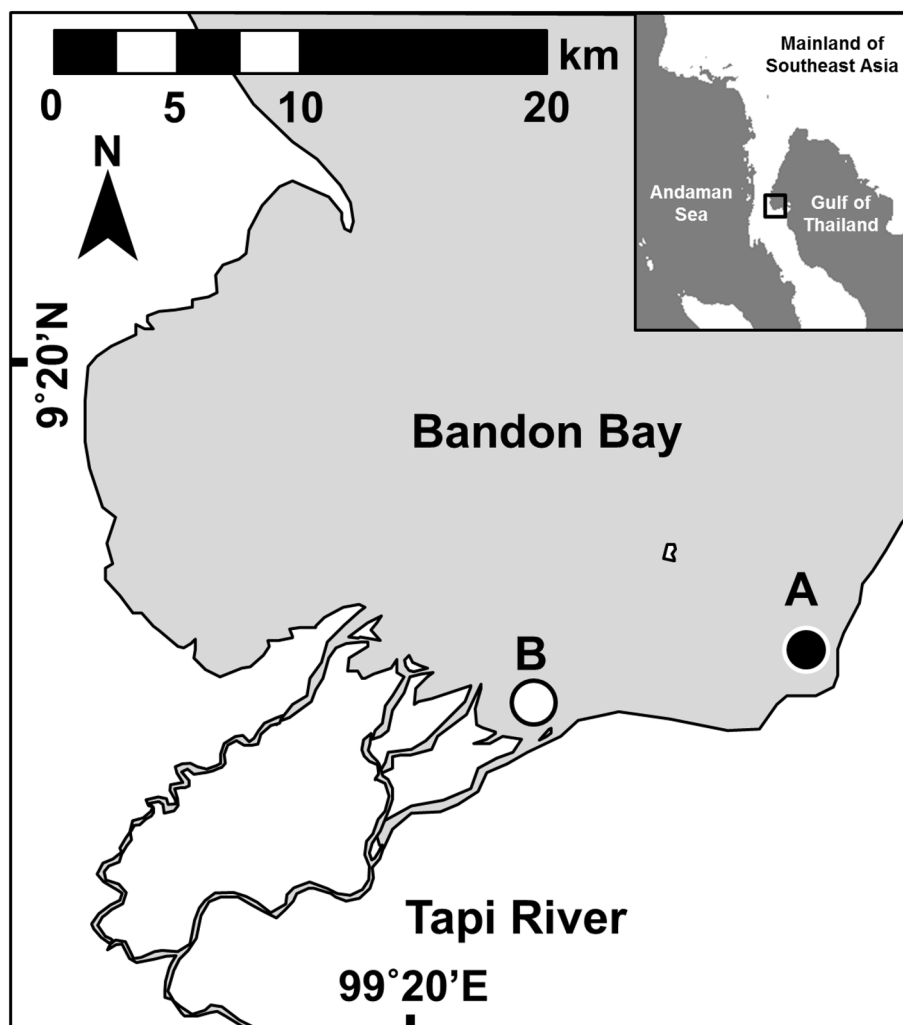 km
0 5 10 20
N
Mainland of
Southeast Asia
Andaman
Sea
Gulf of
Thailand
9˚20’N
Bandon Bay
A
B
Tapi River
99˚20’E